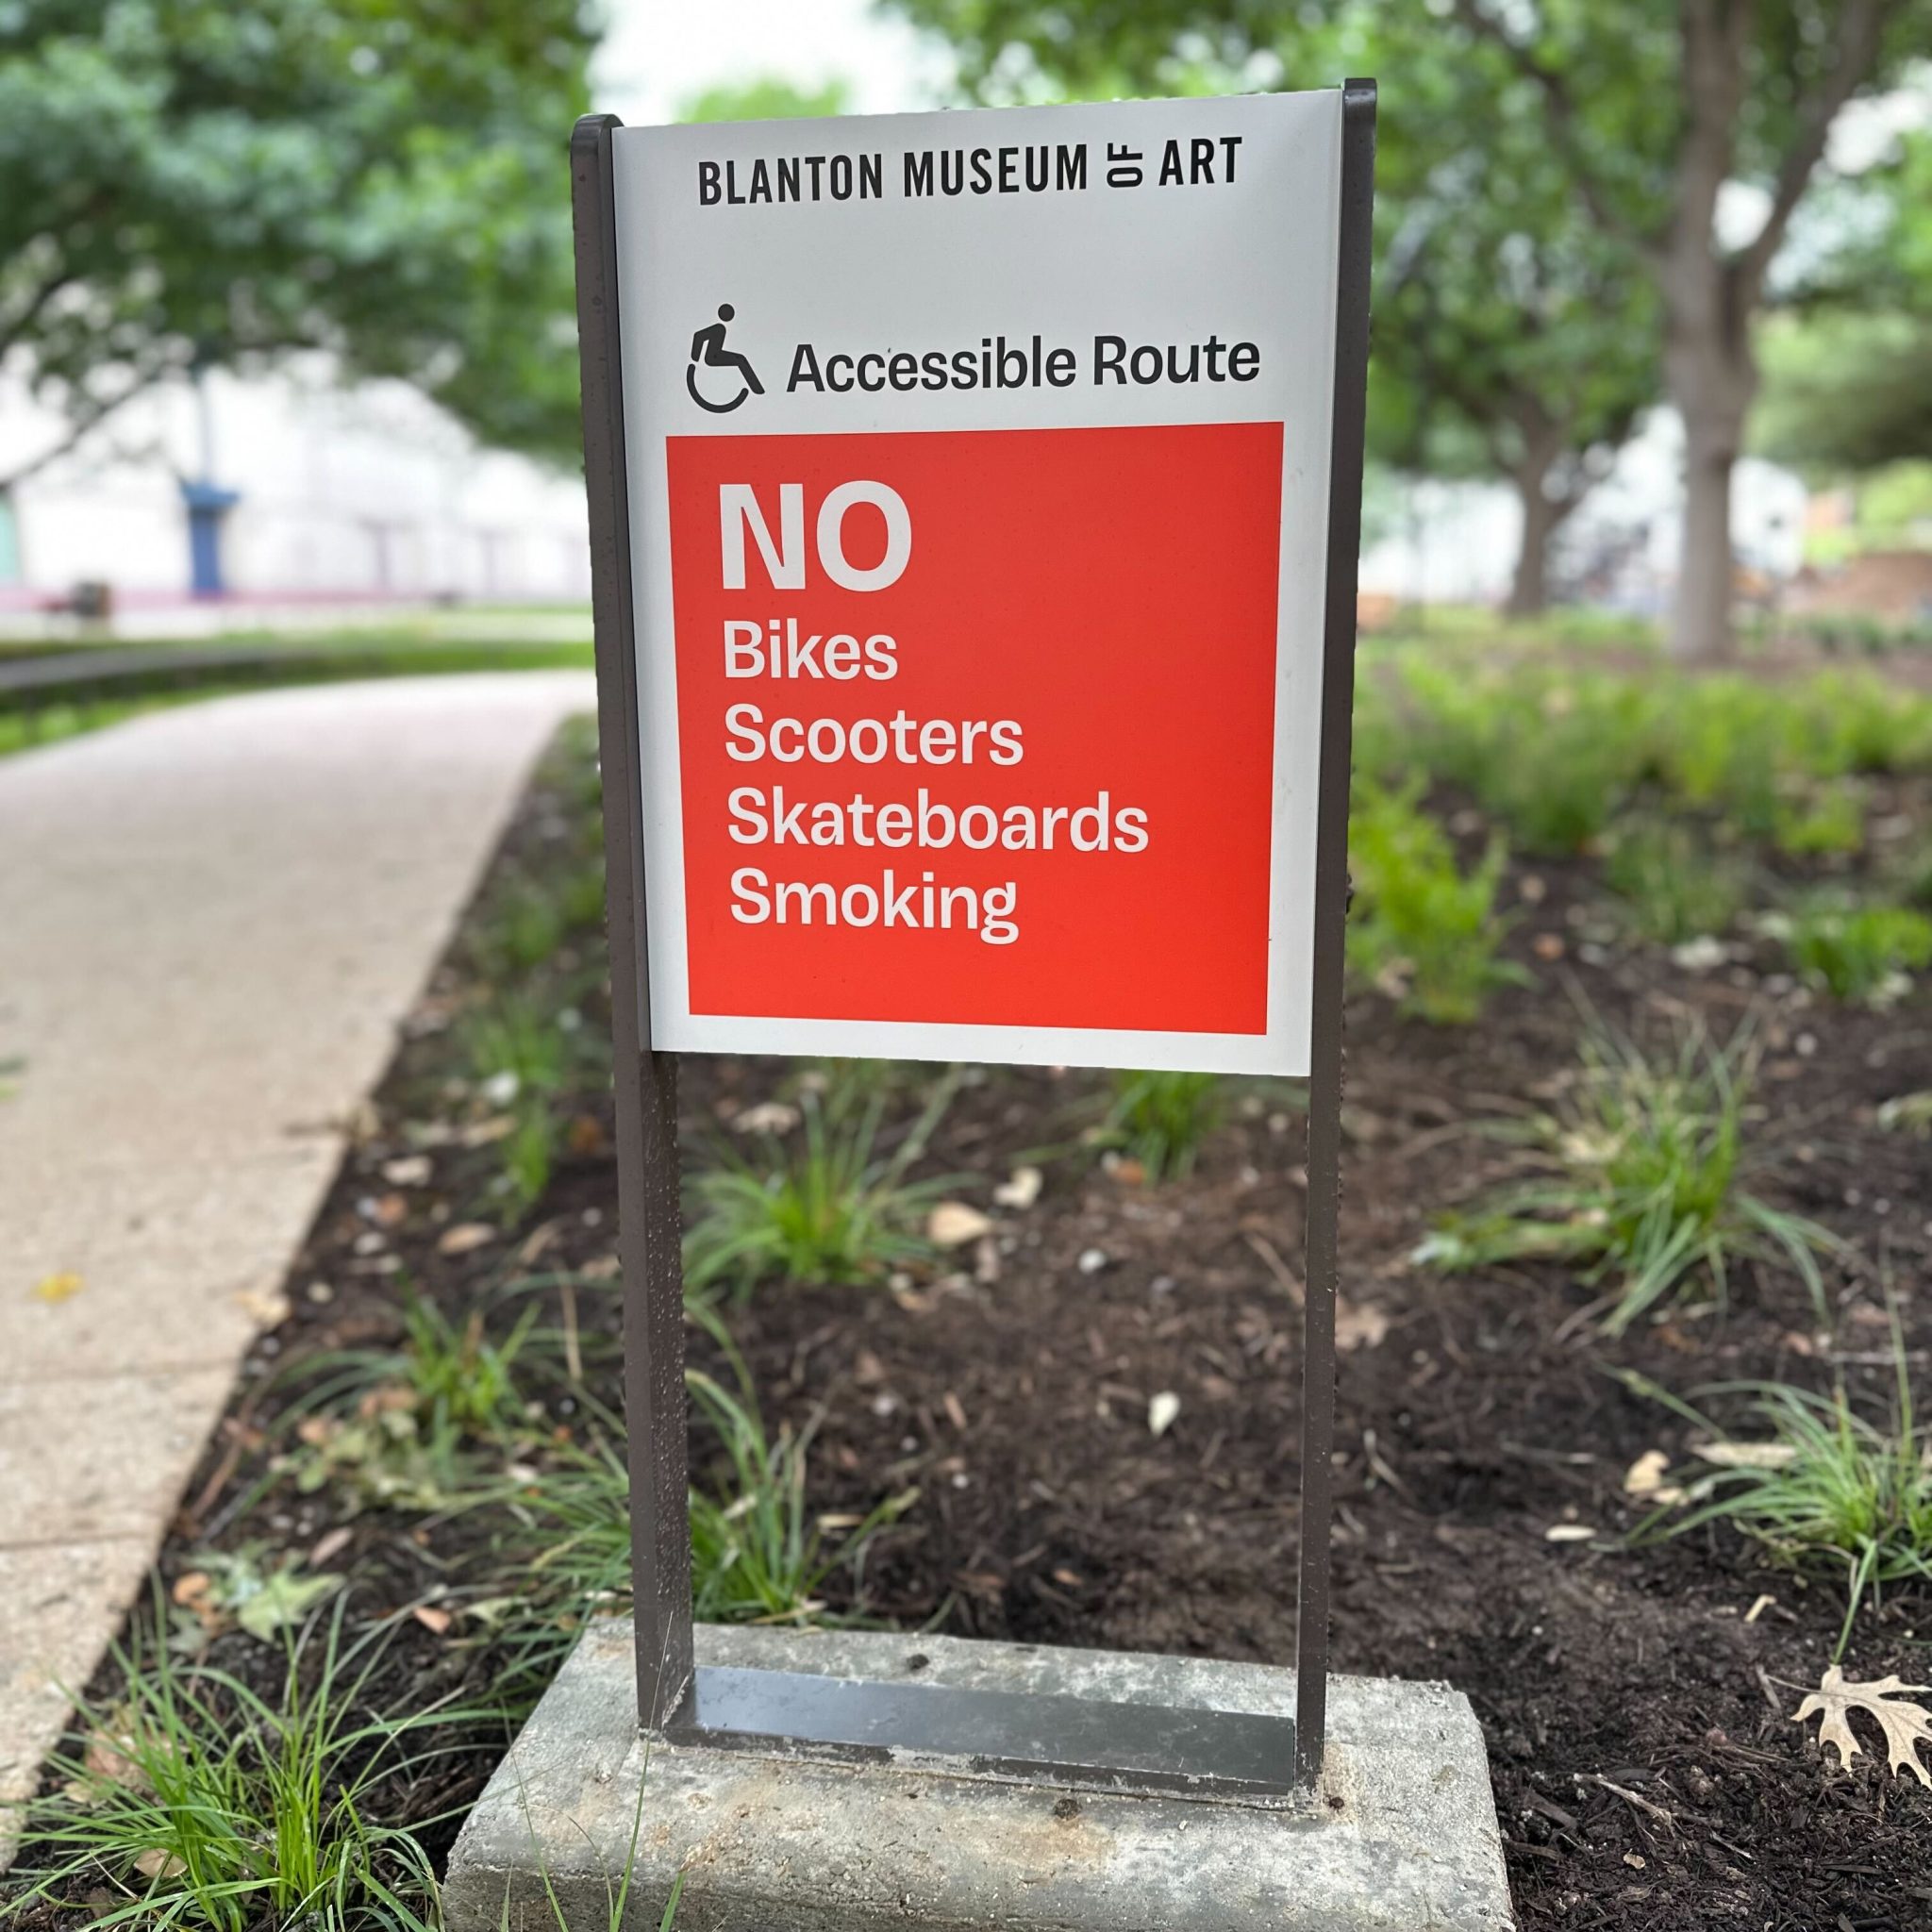 BLANTON MUSEUM OF ART
Accessible Route
NO
Bikes
Scooters
Skateboards
Smoking